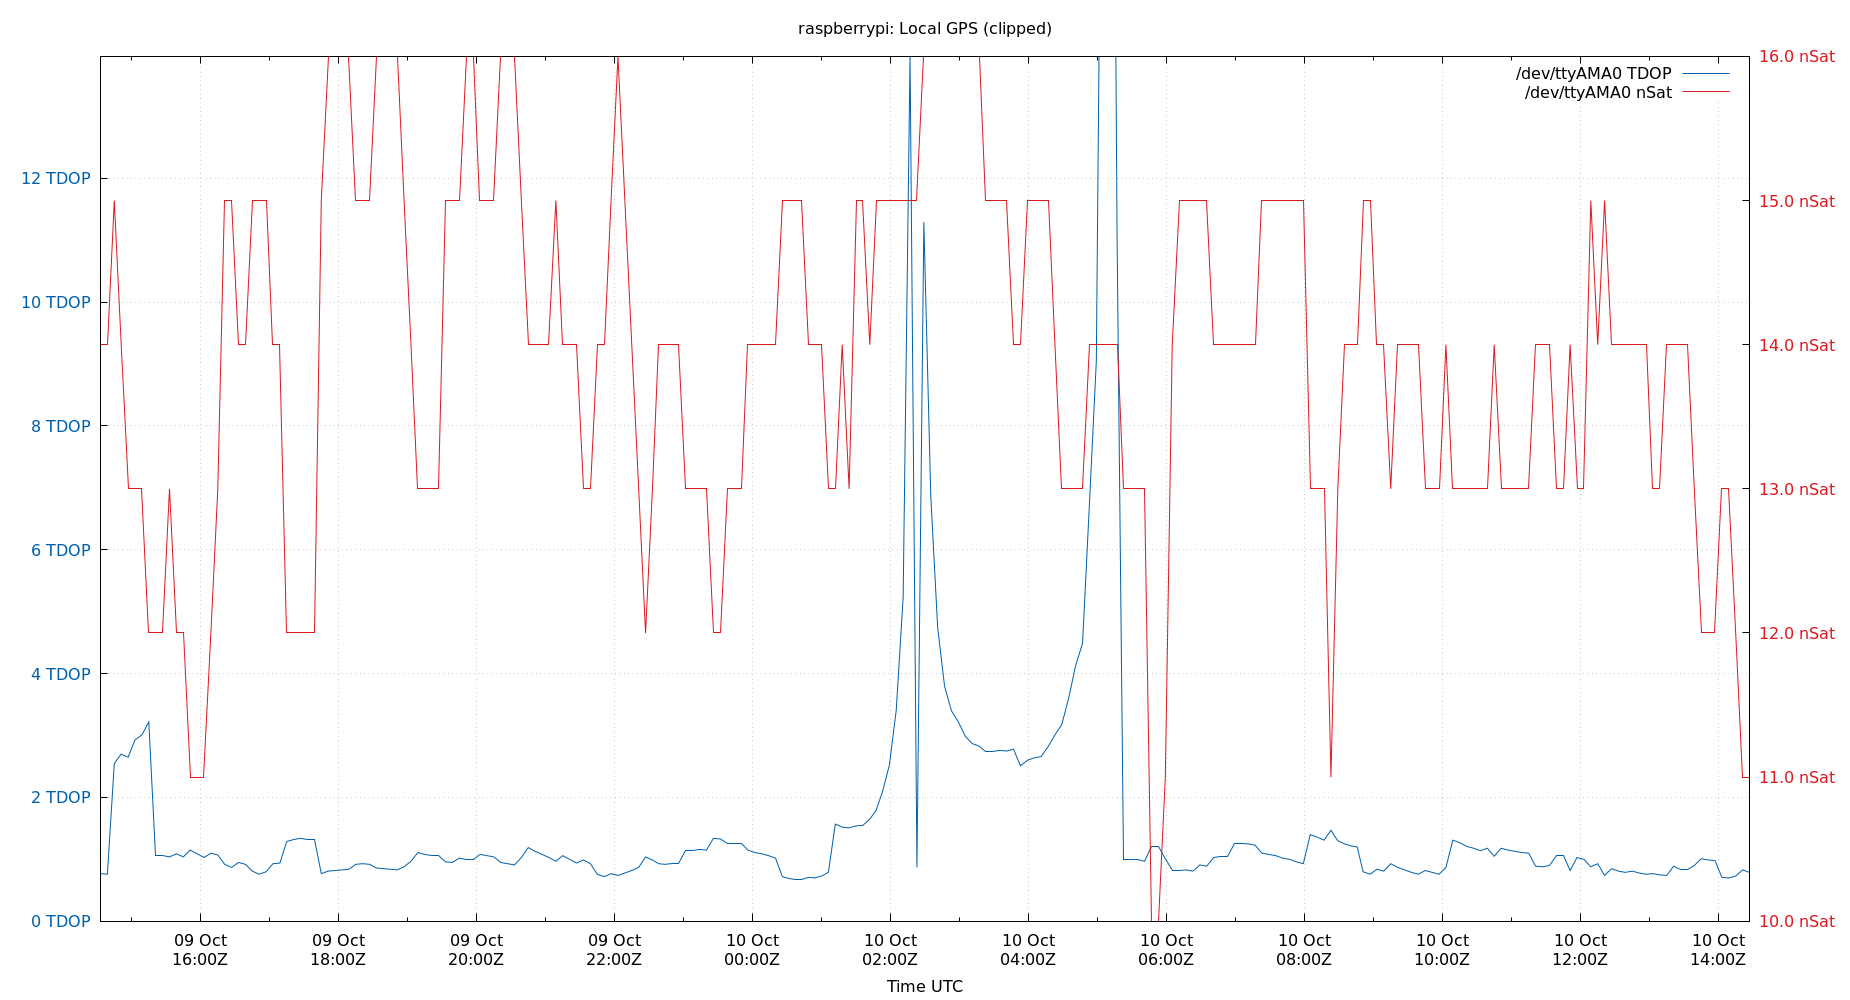 raspberrypi: Local GPS (clipped)
/dev/ttyAMA0 TDOP
/dev/ttyAMA0 nSat
12 TDOP
10 TDOP
8 TDOP
6 TDOP
4 TDOP
2 TDOP
0 TDOP
16.0 nSat
15.0 nSat
14.0 nSat
13.0 nSat
12.0 nSat
11.0 nSat
10.0 nSat
09 Oct
16:00Z
09 Oct
18:00Z
09 Oct
20:00Z
09 Oct
22:00Z
10 Oct
00:00Z
10 Oct
02:00Z
10 Oct
04:00Z
10 Oct
06:00Z
10 Oct
08:00Z
10 Oct
10:00Z
10 Oct
12:00Z
10 Oct
14:00Z
Time UTC